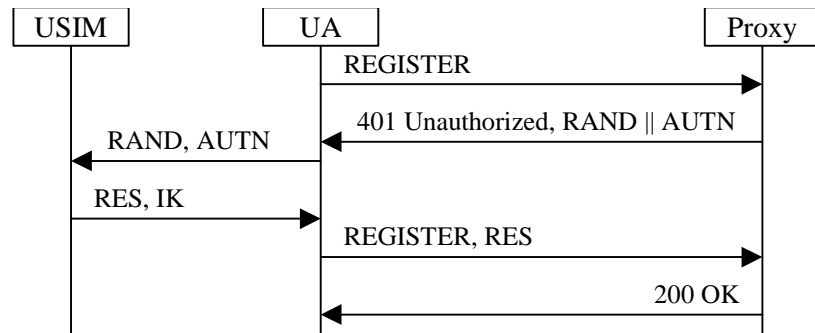 USIM
UA
Proxy
REGISTER
401 Unauthorized, RAND || AUTN
RAND, AUTN
RES, IK
REGISTER, RES
200 OK